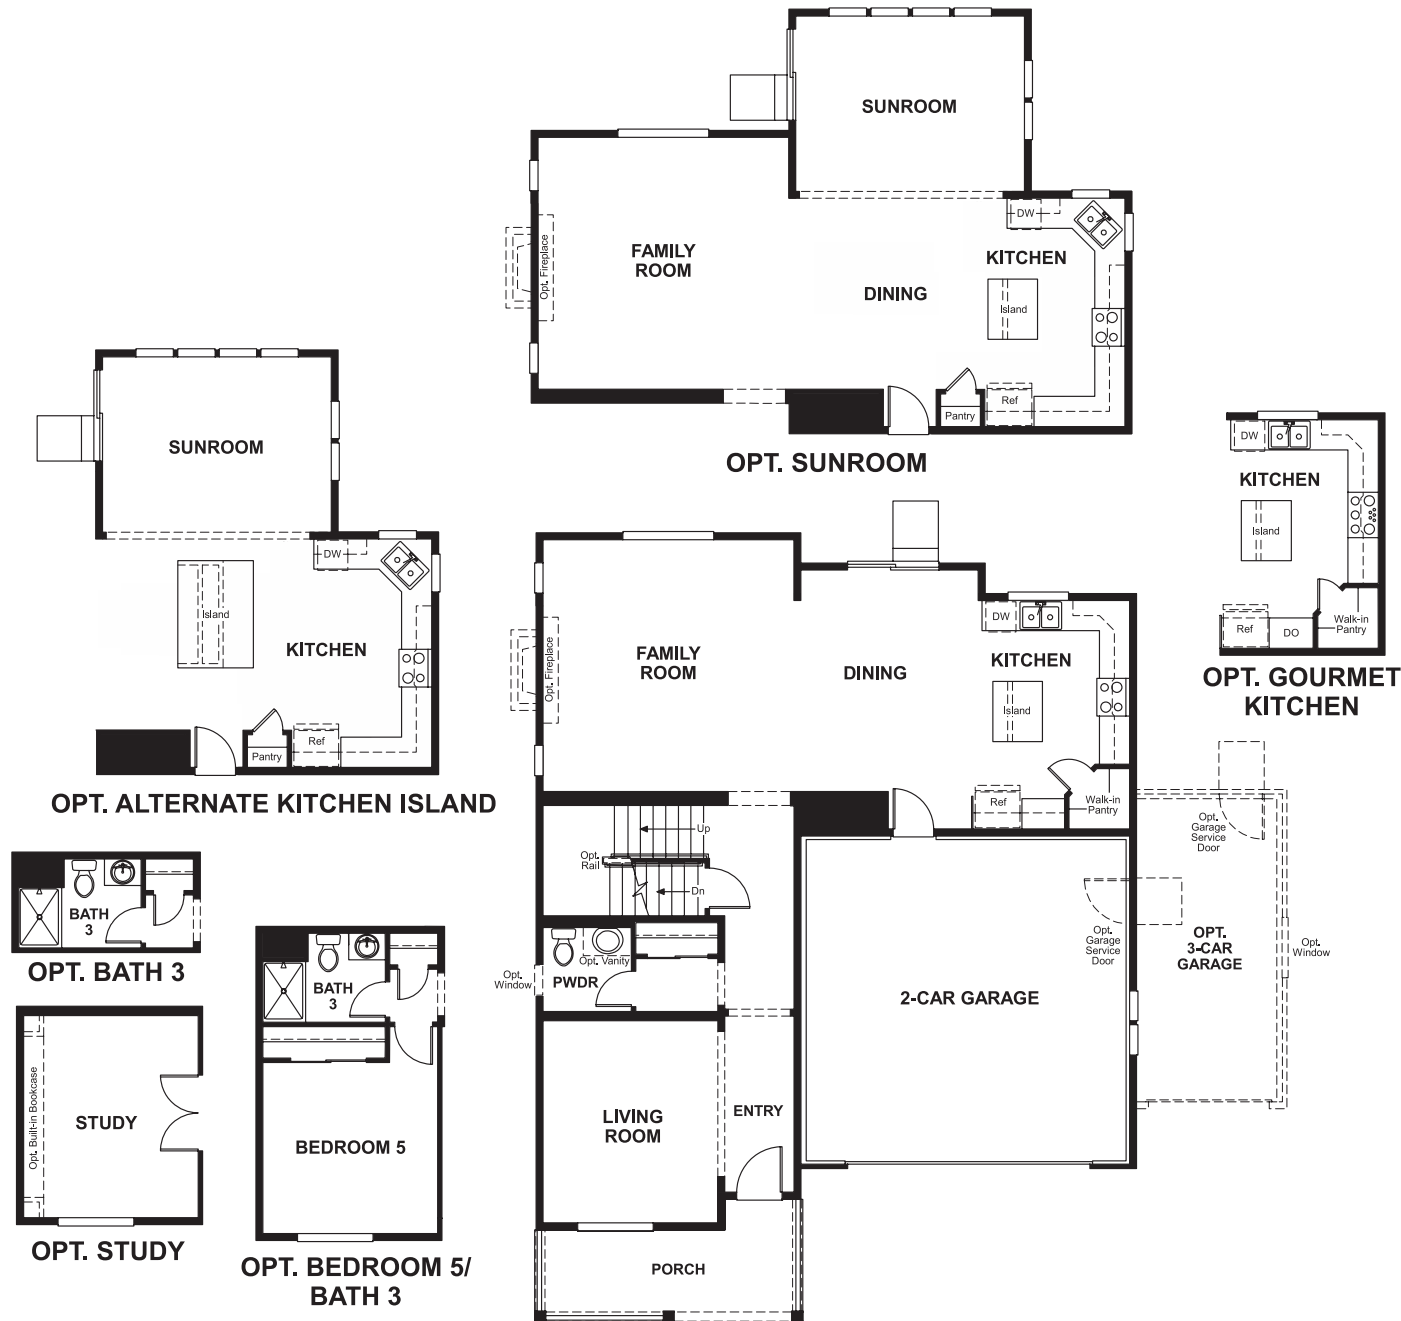 SUNROOM
FAMILY
ROOM
Opt. Fireplace
DINING
KITCHEN
DW
Island
Pantry
Ref
OPT. SUNROOM
SUNROOM
DW
Island
KITCHEN
Pantry
Ref
OPT. ALTERNATE KITCHEN ISLAND
DW
KITCHEN
Island
Ref
DO
Walk-in
Pantry
OPT. GOURMET
KITCHEN
FAMILY
ROOM
Opt. Fireplace
DINING
DW
KITCHEN
Island
Ref
Walk-in
Pantry
Up
Opt.
Rail
Dn
Opt. Vanity
PWDR
Opt.
Window
LIVING
ROOM
ENTRY
PORCH
2-CAR GARAGE
Opt.
Garage
Service
Door
Opt.
Garage
Service
Door
OPT.
3-CAR
GARAGE
Opt.
Window
BATH
3
OPT. BATH 3
Opt. Built-in Bookcase
STUDY
OPT. STUDY
BATH
3
BEDROOM 5
OPT. BEDROOM 5/
BATH 3